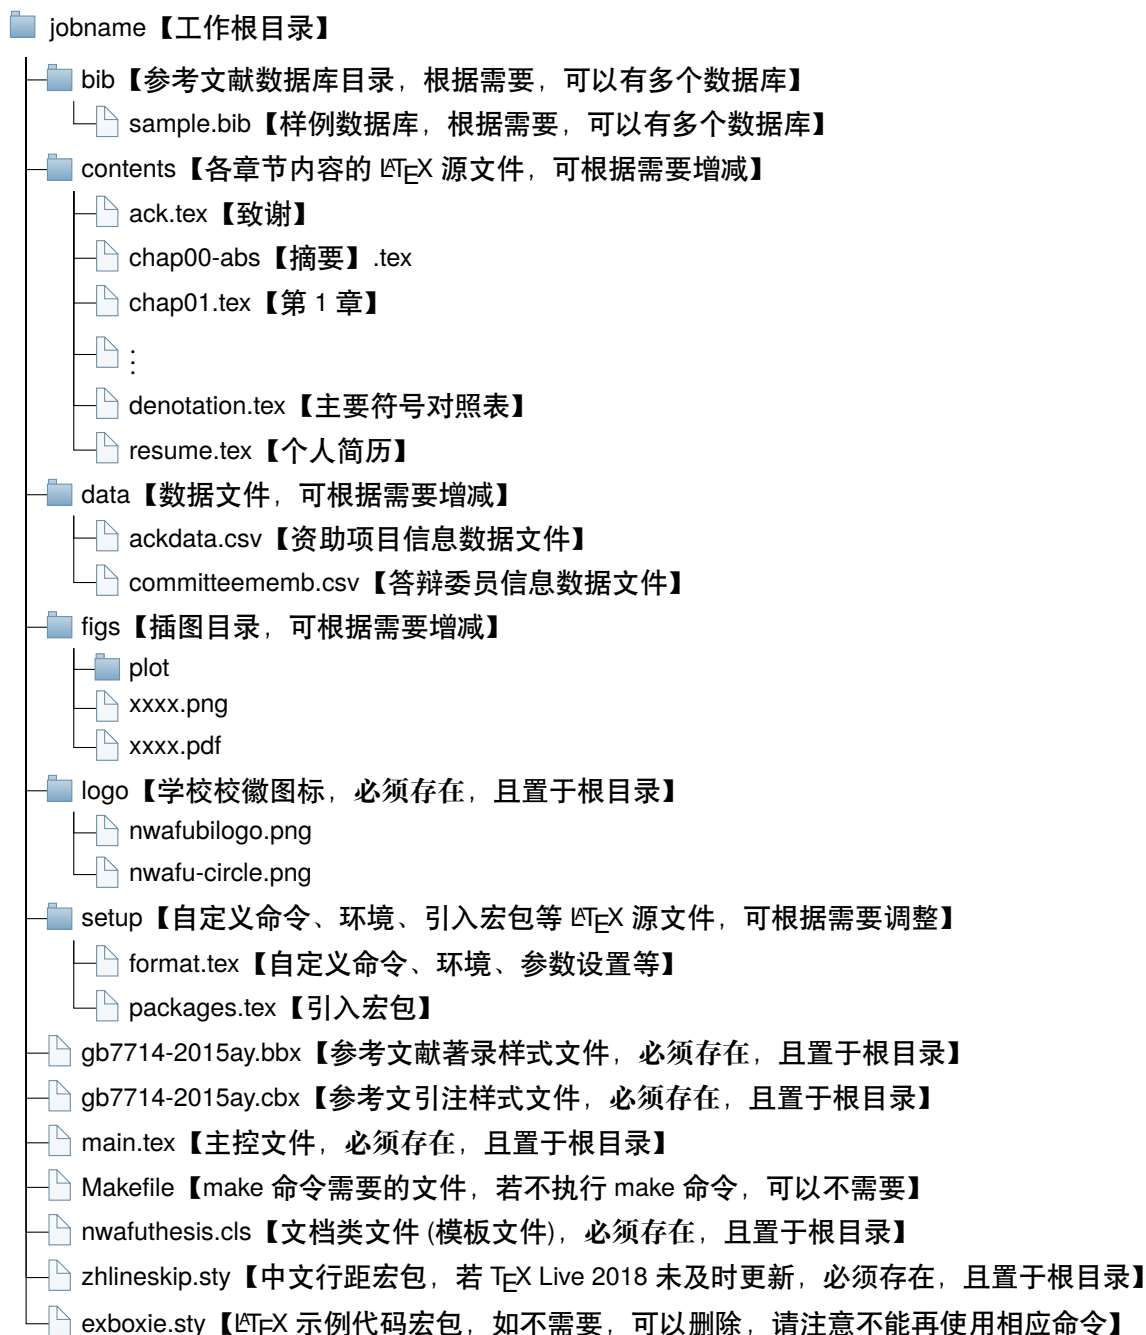 jobname【工作根目录】
bib【参考文献数据库目录，根据需要，可以有多个数据库】
sample.bib【样例数据库，根据需要，可以有多个数据库】
contents【各章节内容的 LATEX 源文件，可根据需要增减】
ack.tex【致谢】
chap00-abs【摘要】.tex
chap01.tex【第 1 章】
⋮
denotation.tex【主要符号对照表】
resume.tex【个人简历】
data【数据文件，可根据需要增减】
ackdata.csv【资助项目信息数据文件】
committeememb.csv【答辩委员信息数据文件】
figs【插图目录，可根据需要增减】
plot
xxxx.png
xxxx.pdf
logo【学校校徽图标，必须存在，且置于根目录】
nwafubilogo.png
nwafu-circle.png
setup【自定义命令、环境、引入宏包等 LATEX 源文件，可根据需要调整】
format.tex【自定义命令、环境、参数设置等】
packages.tex【引入宏包】
gb7714-2015ay.bbx【参考文献著录样式文件，必须存在，且置于根目录】
gb7714-2015ay.cbx【参考文引注样式文件，必须存在，且置于根目录】
main.tex【主控文件，必须存在，且置于根目录】
Makefile【make 命令需要的文件，若不执行 make 命令，可以不需要】
nwafuthesis.cls【文档类文件 (模板文件)，必须存在，且置于根目录】
zhlineskip.sty【中文行距宏包，若 TEX Live 2018 未及时更新，必须存在，且置于根目录】
exboxie.sty【LATEX 示例代码宏包，如不需要，可以删除，请注意不能再使用相应命令】